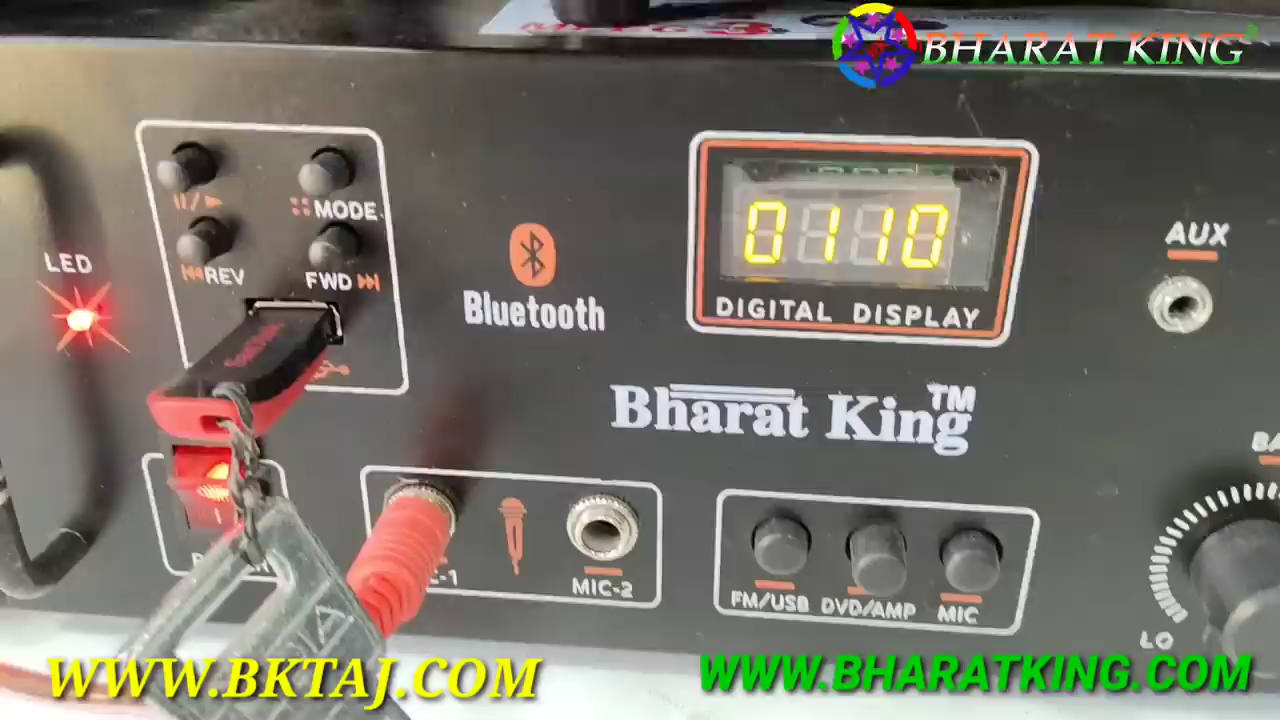 BHARAT KING
MODE
REV
FWD
LED
Bluetooth
0110
DIGITAL DISPLAY
AUX
Bharat King™
MIC-2
FM/USB
DVD/AMP
MIC
LO
WWW.BKTAJ.COM
WWW.BHARATKING.COM